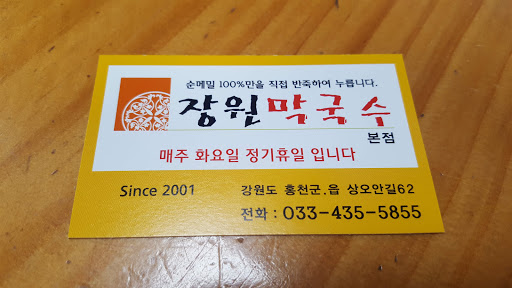 순메밀 100%만을 직접 반죽하여 누릅니다.
장원막국수
본점
매주 화요일 정기휴일 입니다
Since 2001
강원도 홍천군.읍 상오안길62
전화 : 033-435-5855